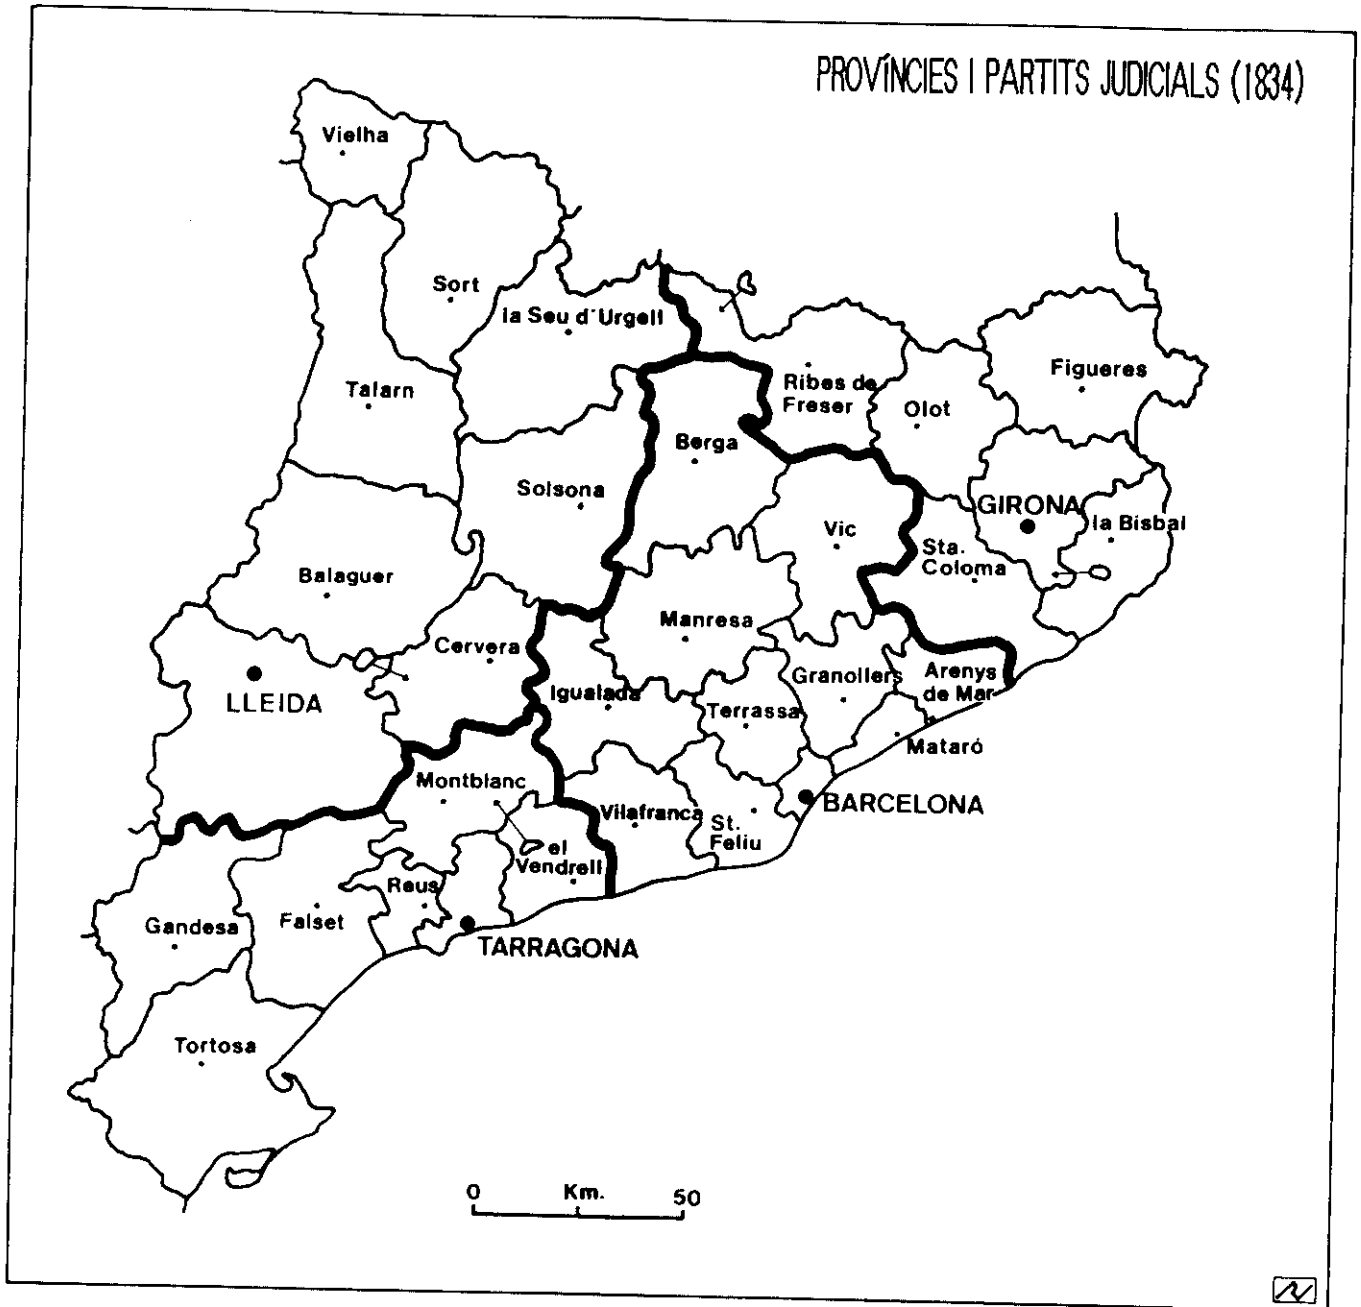 PROVÍNCIES I PARTITS JUDICIALS (1834)
Vielha
Sort
la Seu d'Urgell
Talarn
Ribes de
Freser
Olot
Figueres
Berga
Solsona
GIRONA
la Bisbal
Vic
Sta.
Coloma
Balaguer
Manresa
Cervera
LLEIDA
Igualada
Granollers
Arenys
de Mar
Terrassa
Mataró
Montblanc
BARCELONA
Vilafranca
St.
Feliu
el
Vendrell
Reus
Gandesa
Falset
TARRAGONA
Tortosa
0 Km. 50